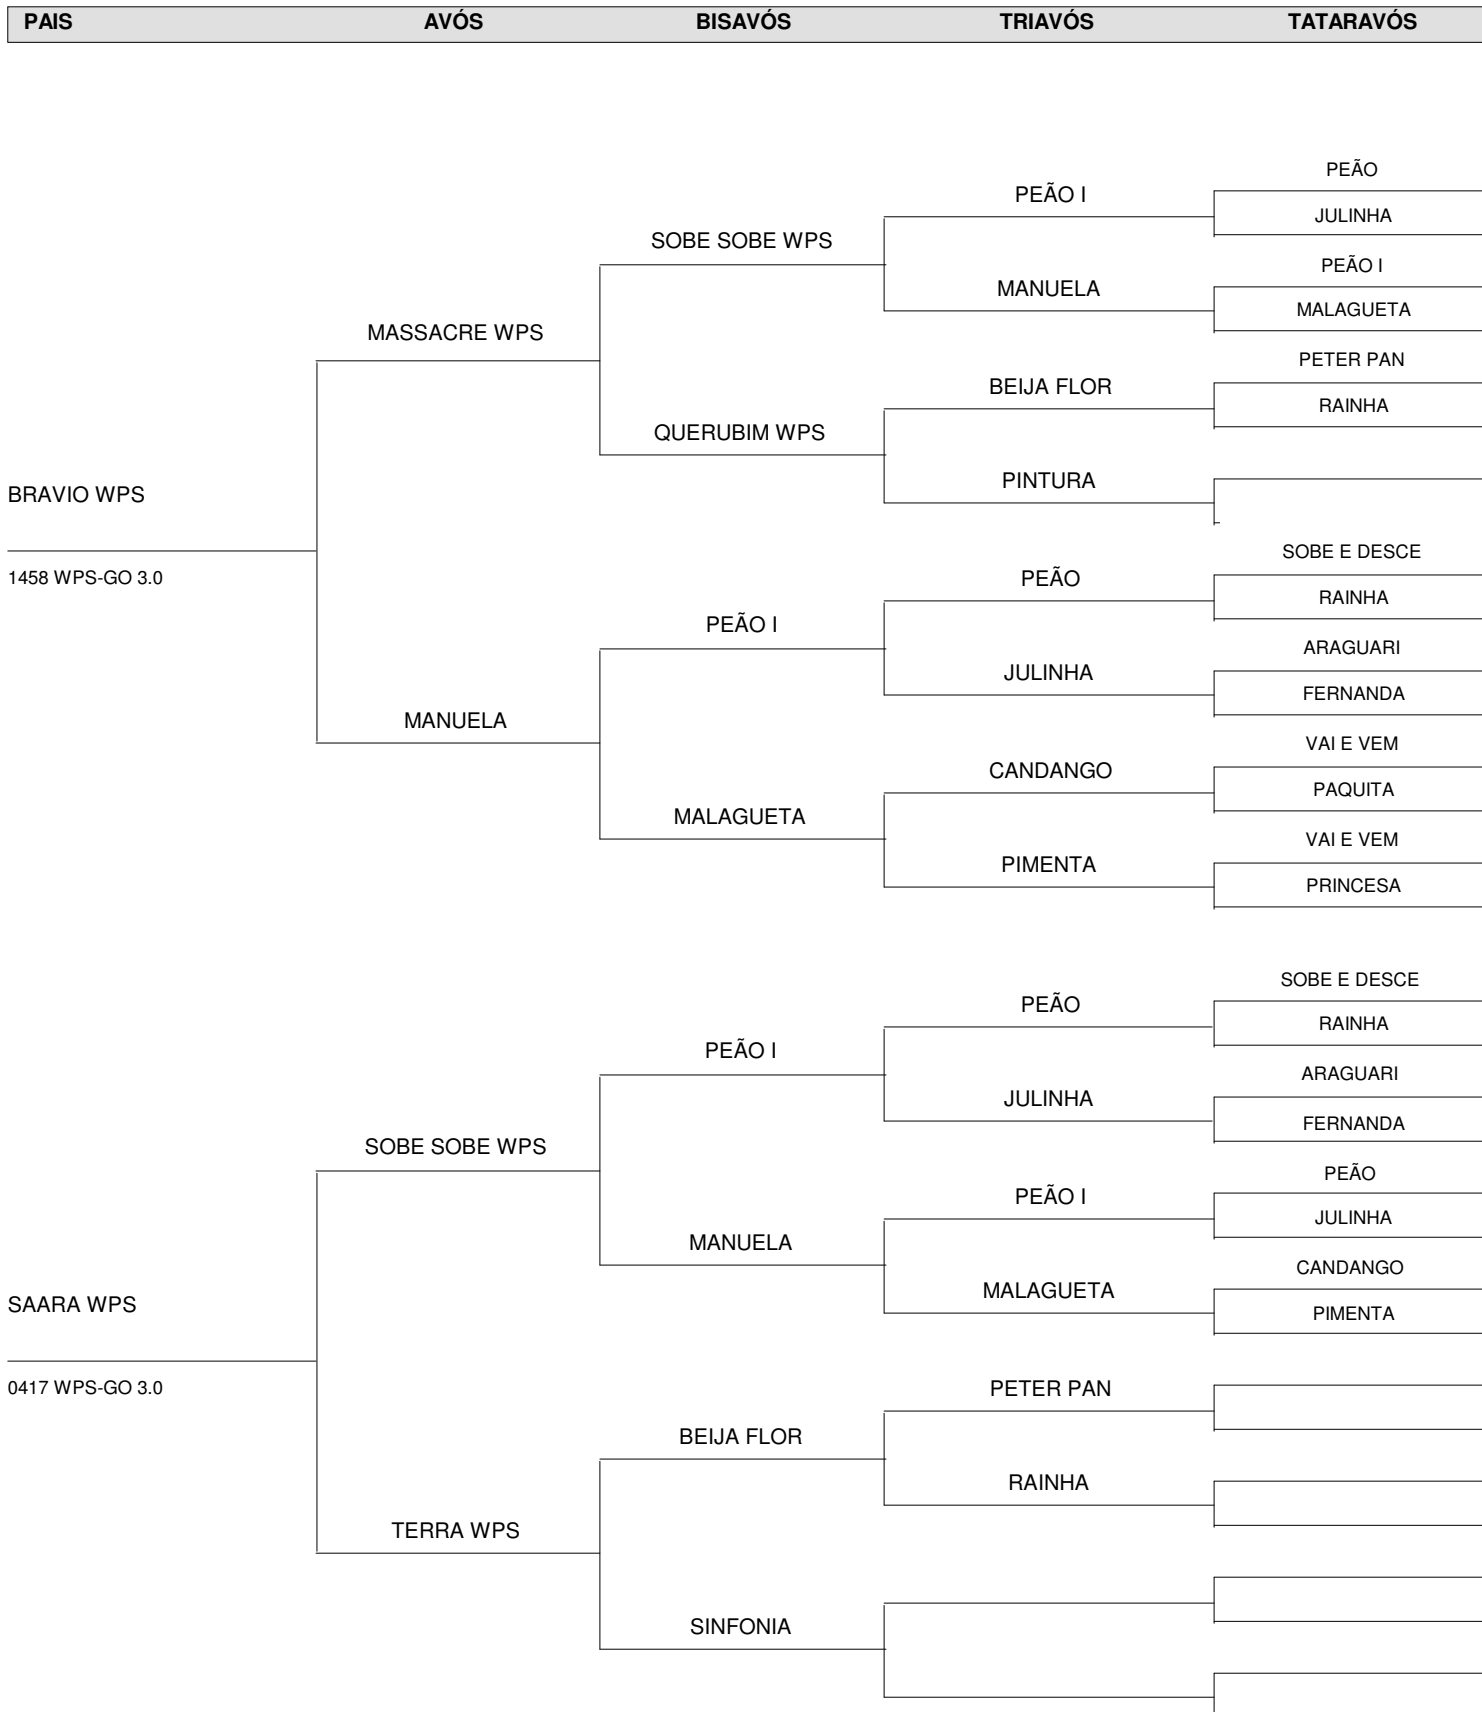 PAIS AVÓS BISAVÓS TRIAVÓS TATARAVÓS
PEÃO
PEÃO I
JULINHA
SOBE SOBE WPS
PEÃO I
MANUELA
MALAGUETA
MASSACRE WPS
PETER PAN
BEIJA FLOR
RAINHA
QUERUBIM WPS
PINTURA
BRAVIO WPS
SOBE E DESCE
1458 WPS-GO 3.0
PEÃO
RAINHA
PEÃO I
ARAGUARI
JULINHA
FERNANDA
MANUELA
VAI E VEM
CANDANGO
PAQUITA
MALAGUETA
VAI E VEM
PIMENTA
PRINCESA
SOBE E DESCE
PEÃO
RAINHA
PEÃO I
ARAGUARI
JULINHA
FERNANDA
SOBE SOBE WPS
PEÃO
PEÃO I
JULINHA
MANUELA
CANDANGO
MALAGUETA
SAARA WPS
PIMENTA
0417 WPS-GO 3.0
PETER PAN
BEIJA FLOR
RAINHA
TERRA WPS
SINFONIA